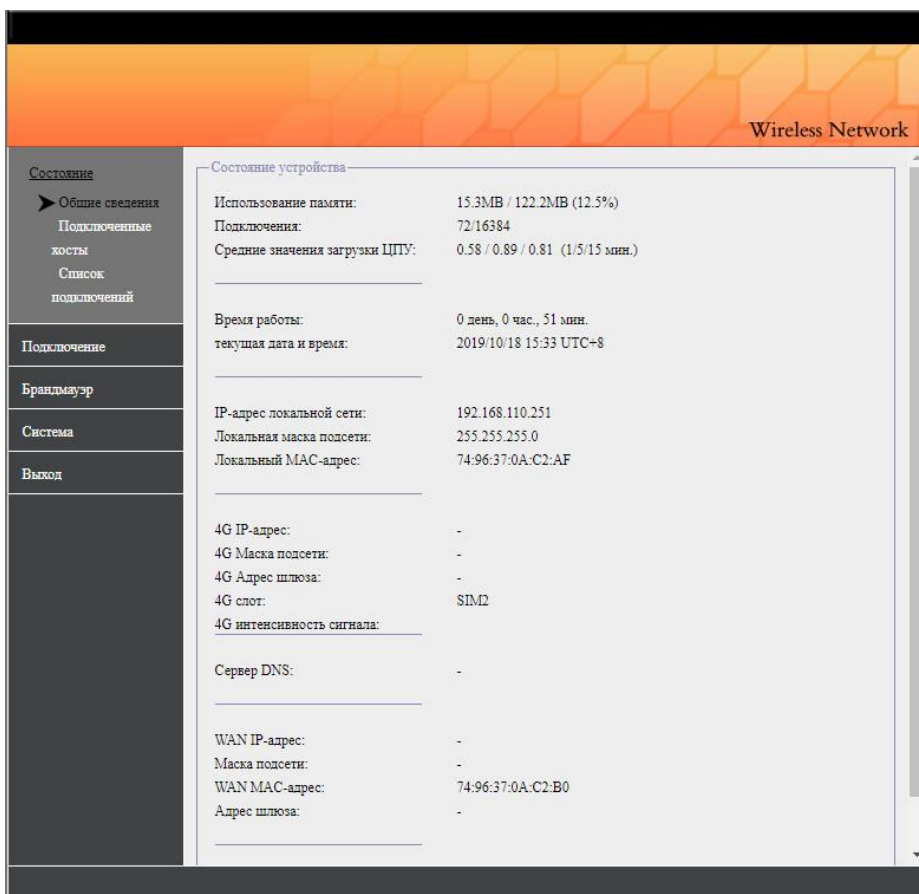 Wireless Network
Состояние
Общие сведения
Подключенные
хосты
Список
подключений
Подключение
Брандмауэр
Система
Выход
Состояние устройства
Использование памяти: 15.3MB / 122.2MB (12.5%)
Подключения: 72/16384
Средние значения загрузки ЦПУ: 0.58 / 0.89 / 0.81 (1/5/15 мин.)
Время работы: 0 день, 0 час., 51 мин.
текущая дата и время: 2019/10/18 15:33 UTC+8
IP-адрес локальной сети: 192.168.110.251
Локальная маска подсети: 255.255.255.0
Локальный MAC-адрес: 74:96:37:0A:C2:AF
4G IP-адрес: -
4G Маска подсети: -
4G Адрес шлюза: -
4G слот: SIM2
4G интенсивность сигнала:
Сервер DNS: -
WAN IP-адрес: -
Маска подсети: -
WAN MAC-адрес: 74:96:37:0A:C2:B0
Адрес шлюза: -